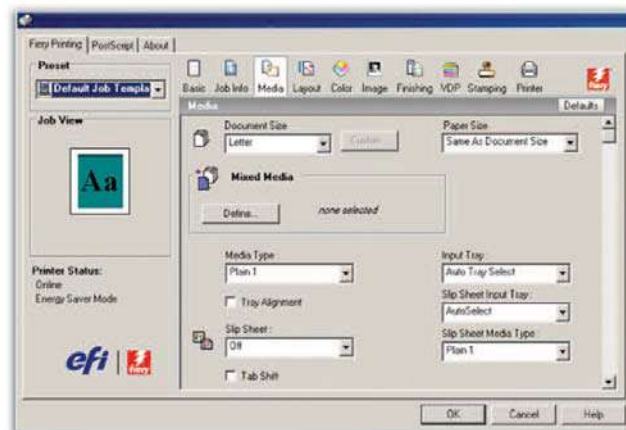 Fiery Printing PostScript About
Preset
Default Job Templa
Basic Job Info Media Layout Color Image Finishing VDP Stamping Printer
fiery
Media Defaults
Job View
Aa
Document Size Paper Size
Letter Custom... Same As Document Size
Mixed Media
Define... none selected
Printer Status:
Online
Energy Saver Mode
Media Type Input Tray
Plain 1 Auto Tray Select
Tray Alignment Slip Sheet Input Tray :
AutoSelect
Slip Sheet : Slip Sheet Media Type :
Off Plain 1
Tab Shift
efi fiery
OK Cancel Help